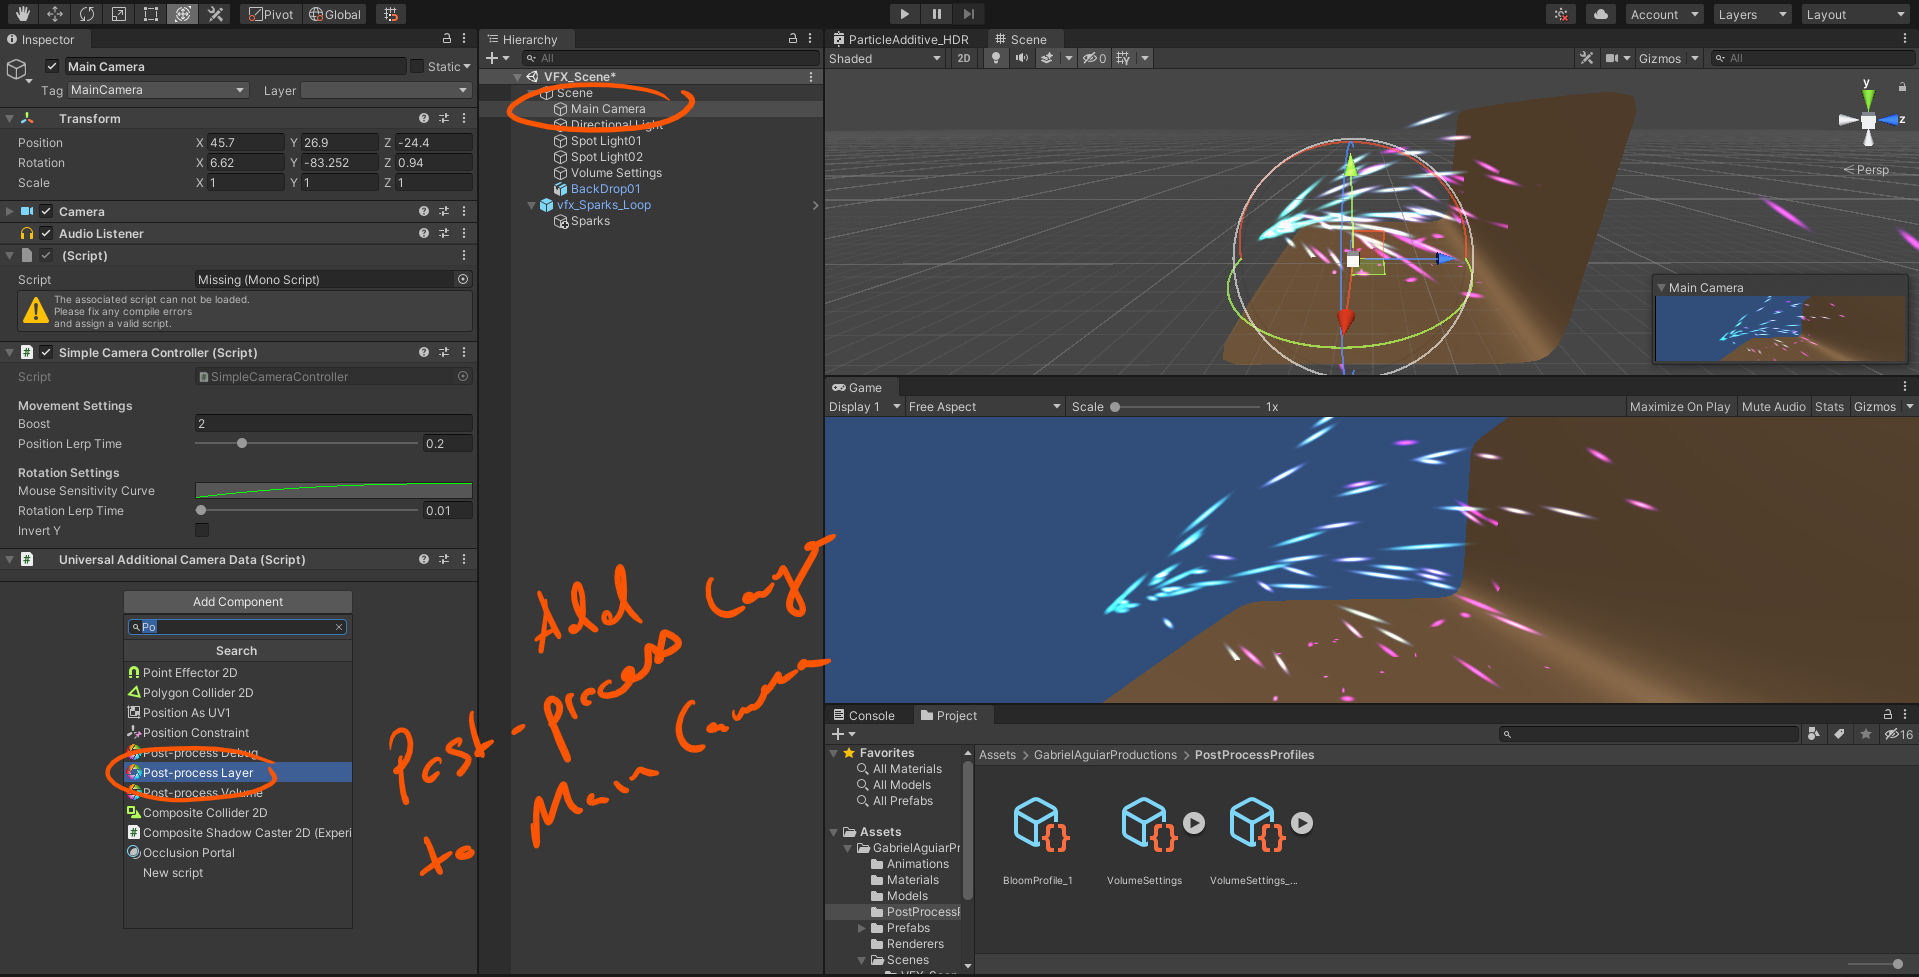 Pivot Global
Account Layers Layout
Inspector
Main Camera Static
Tag MainCamera Layer
Transform
Position X 45.7 Y 26.9 Z -24.4
Rotation X 6.62 Y -83.252 Z 0.94
Scale X 1 Y 1 Z 1
Camera
Audio Listener
(Script)
Script Missing (Mono Script)
The associated script can not be loaded.
Please fix any compile errors
and assign a valid script.
# Simple Camera Controller (Script)
Script SimpleCameraController
Movement Settings
Boost 2
Position Lerp Time 0.2
Rotation Settings
Mouse Sensitivity Curve
Rotation Lerp Time 0.01
Invert Y
# Universal Additional Camera Data (Script)
Add Component
Po
Search
Point Effector 2D
Polygon Collider 2D
Position As UV1
Position Constraint
Post-process Debug
Post-process Layer
Post-process Volume
Composite Collider 2D
# Composite Shadow Caster 2D (Experi
Occlusion Portal
New script
Hierarchy
All
VFX_Scene*
Scene
Main Camera
Directional Light
Spot Light01
Spot Light02
Volume Settings
BackDrop01
vfx_Sparks_Loop
Sparks
Add
Post-process Layer
to Main Camera
ParticleAdditive_HDR Scene
Shaded 2D 0 Gizmos All
y
z
Persp
Main Camera
Game
Display 1 Free Aspect Scale 1x Maximize On Play Mute Audio Stats Gizmos
Console Project
16
Favorites
All Materials
All Models
All Prefabs
Assets
GabrielAguiarPr
Animations
Materials
Models
PostProcessP
Prefabs
Renderers
Scenes
Assets > GabrielAguiarProductions > PostProcessProfiles
BloomProfile_1 VolumeSettings VolumeSettings_...